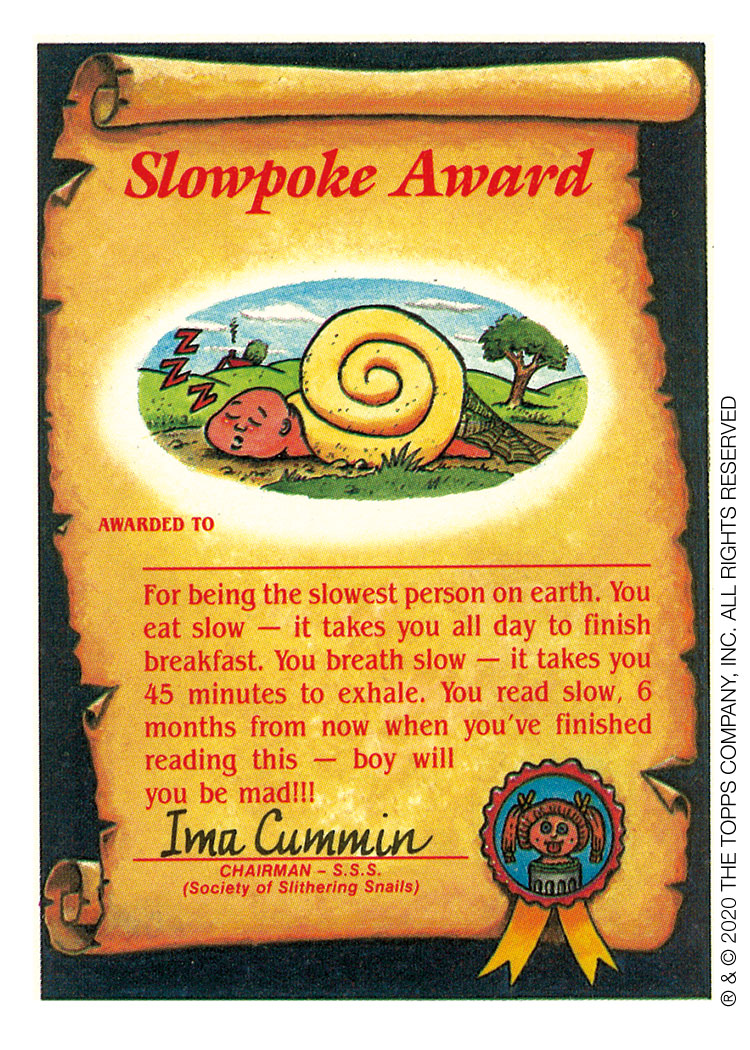 Slowpoke Award
Z
Z
Z
AWARDED TO
For being the slowest person on earth. You
eat slow — it takes you all day to finish
breakfast. You breath slow — it takes you
45 minutes to exhale. You read slow, 6
months from now when you've finished
reading this — boy will
you be mad!!!
Ima Cummin
CHAIRMAN – S.S.S.
(Society of Slithering Snails)
® & © 2020 THE TOPPS COMPANY, INC. ALL RIGHTS RESERVED